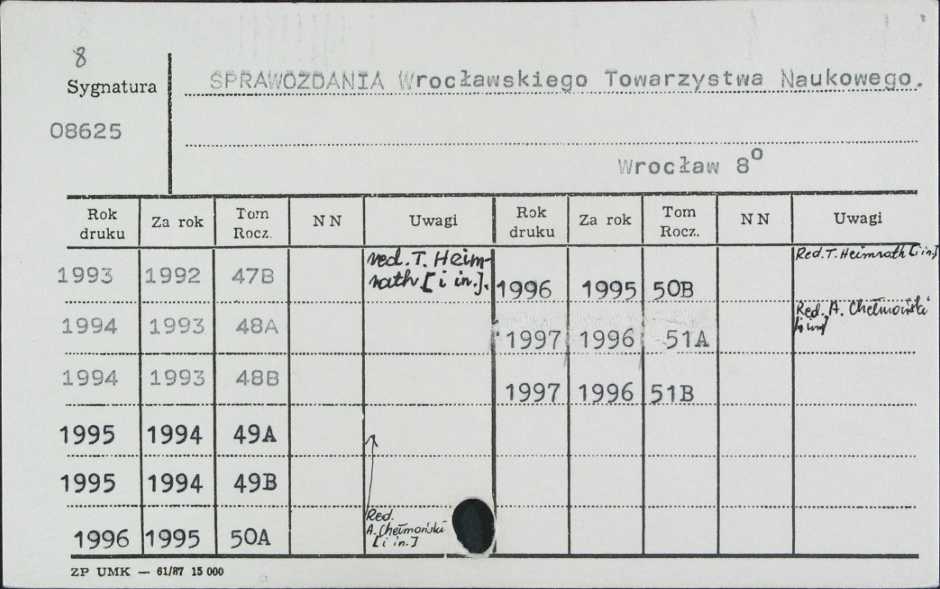 8
Sygnatura SPRAWOZDANIA Wrocławskiego Towarzystwa Naukowego.
08625
Wrocław 8⁰
Rok druku Za rok Tom Rocz. NN Uwagi Rok druku Za rok Tom Rocz. NN Uwagi
1993 1992 47B red. T. Heim-
rath [i in.]. 1996 1995 50B Red. T. Heimrath [i in]
1994 1993 48A 1997 1996 51A Red. A. Chełmoński
[i in]
1994 1993 48B 1997 1996 51B
1995 1994 49A
1995 1994 49B
1996 1995 50A Red.
A. Chełmoński
[i in.]
ZP UMK — 61/87 15 000